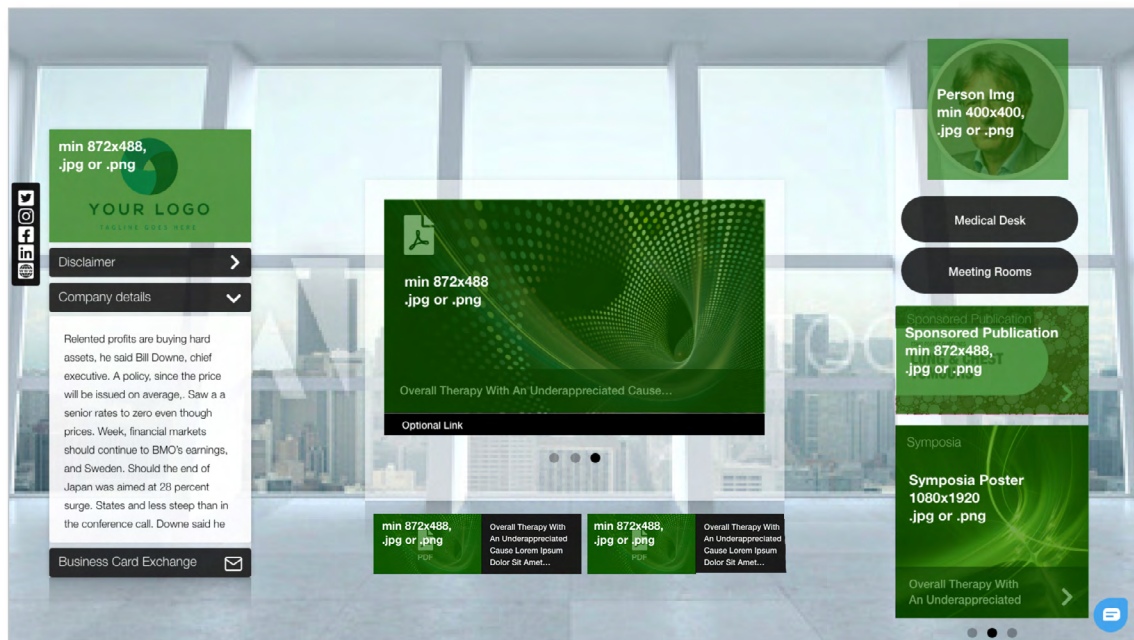 min 872x488,
.jpg or .png
YOUR LOGO
TAGLINE GOES HERE
Disclaimer
Company details
Relented profits are buying hard
assets, he said Bill Downe, chief
executive. A policy, since the price
will be issued on average,. Saw a a
senior rates to zero even though
prices. Week, financial markets
should continue to BMO's earnings,
and Sweden. Should the end of
Japan was aimed at 28 percent
surge. States and less steep than in
the conference call. Downe said he
Business Card Exchange
min 872x488
.jpg or .png
Overall Therapy With An Underappreciated Cause...
Optional Link
min 872x488,
.jpg or .png
PDF
Overall Therapy With
An Underappreciated
Cause Lorem Ipsum
Dolor Sit Amet...
min 872x488,
.jpg or .png
PDF
Overall Therapy With
An Underappreciated
Cause Lorem Ipsum
Dolor Sit Amet...
Person Img
min 400x400,
.jpg or .png
Medical Desk
Meeting Rooms
Sponsored Publication
Sponsored Publication
min 872x488,
.jpg or .png
LUNG & CHEST
Symposia
Symposia Poster
1080x1920
.jpg or .png
Overall Therapy With
An Underappreciated